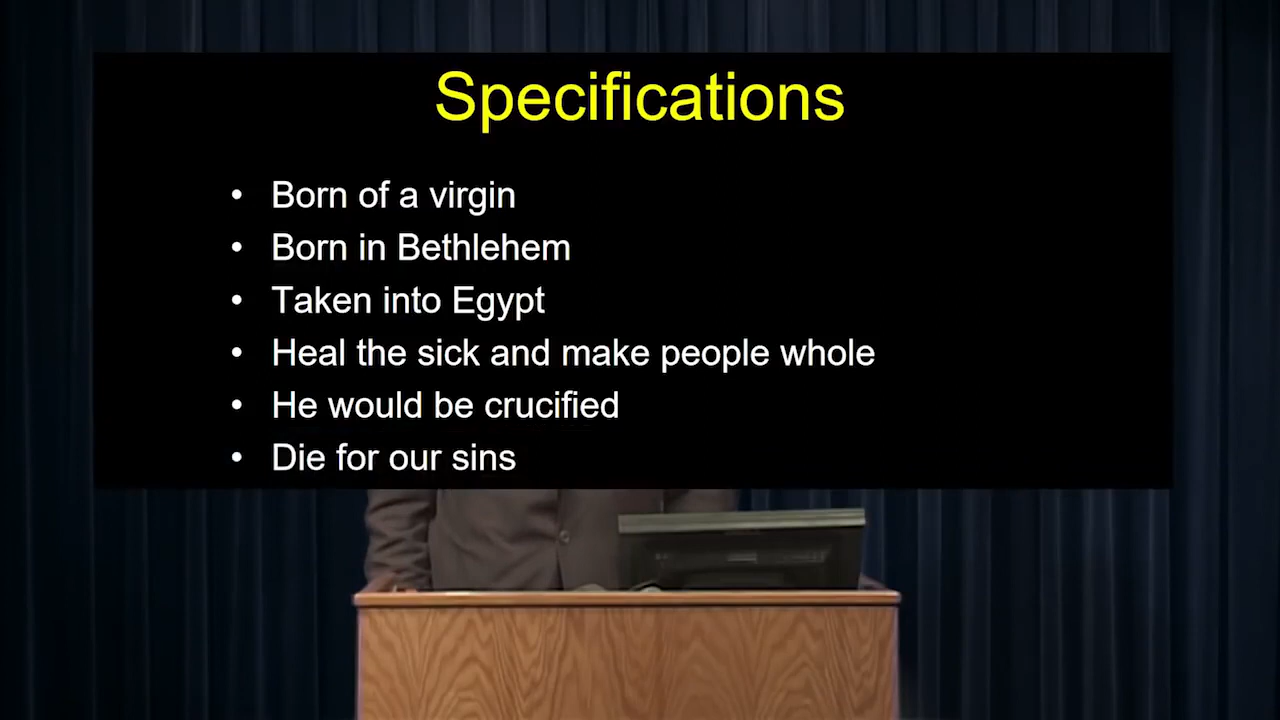 Specifications
• Born of a virgin
• Born in Bethlehem
• Taken into Egypt
• Heal the sick and make people whole
• He would be crucified
• Die for our sins